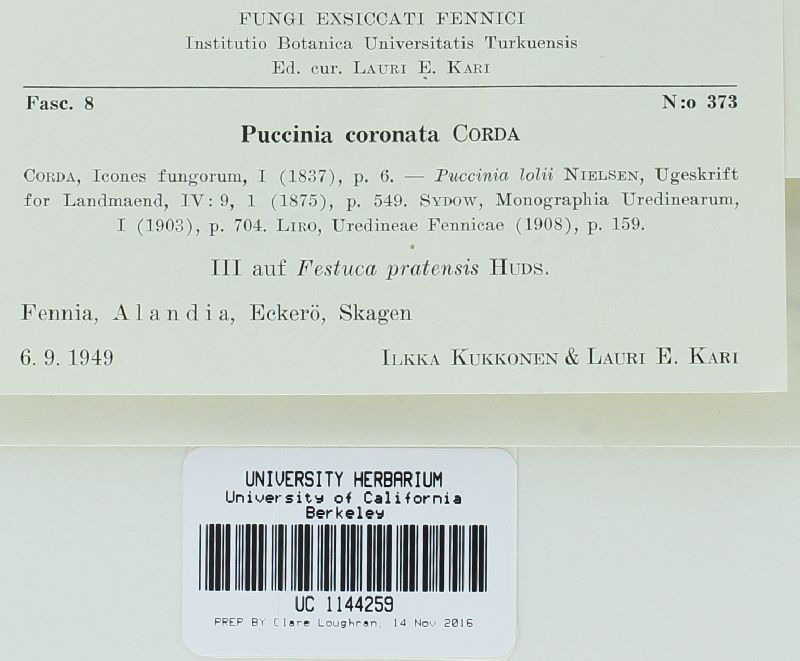 FUNGI EXSICCATI FENNICI
Institutio Botanica Universitatis Turkuensis
Ed. cur. LAURI E. KARI
Fasc. 8 N:o 373
Puccinia coronata CORDA
CORDA, Icones fungorum, I (1837), p. 6. — Puccinia lolii NIELSEN, Ugeskrift
for Landmaend, IV: 9, 1 (1875), p. 549. SYDOW, Monographia Uredinearum,
I (1903), p. 704. LIRO, Uredineae Fennicae (1908), p. 159.
III auf Festuca pratensis HUDS.
Fennia, Alandia, Eckerö, Skagen
6. 9. 1949 ILKKA KUKKONEN & LAURI E. KARI
UNIVERSITY HERBARIUM
University of California
Berkeley
UC 1144259
PREP BY Clare Loughran, 14 Nov 2016